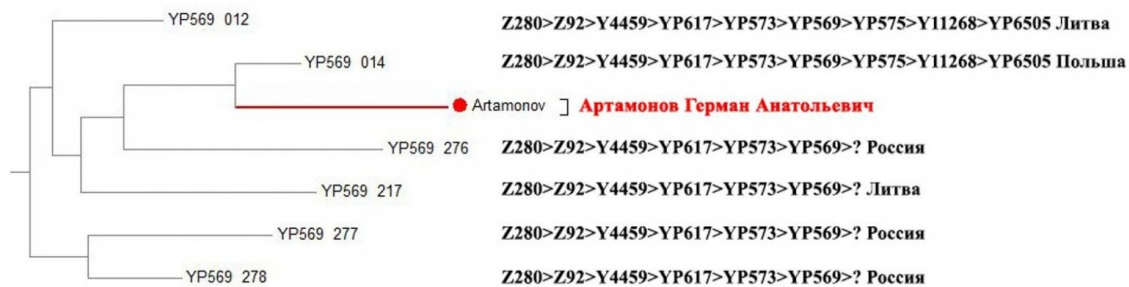 YP569 012 Z280>Z92>Y4459>YP617>YP573>YP569>YP575>Y11268>YP6505 Литва
YP569 014 Z280>Z92>Y4459>YP617>YP573>YP569>YP575>Y11268>YP6505 Польша
Artamonov Артамонов Герман Анатольевич
YP569 276 Z280>Z92>Y4459>YP617>YP573>YP569>? Россия
YP569 217 Z280>Z92>Y4459>YP617>YP573>YP569>? Литва
YP569 277 Z280>Z92>Y4459>YP617>YP573>YP569>? Россия
YP569 278 Z280>Z92>Y4459>YP617>YP573>YP569>? Россия